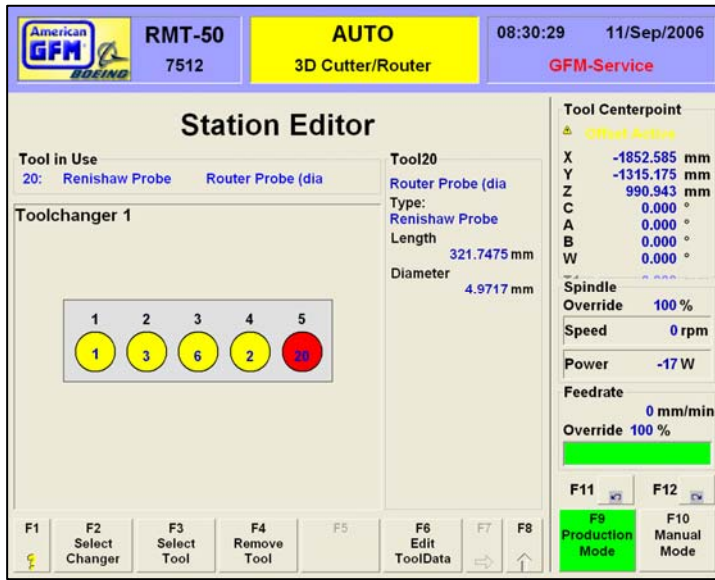 American
GFM
BOEING
RMT-50
7512
AUTO
3D Cutter/Router
08:30:29 11/Sep/2006
GFM-Service
Station Editor
Tool in Use
20: Renishaw Probe Router Probe (dia
Toolchanger 1
1 2 3 4 5
1 3 6 2 20
Tool20
Router Probe (dia
Type:
Renishaw Probe
Length
321.7475 mm
Diameter
4.9717 mm
Tool Centerpoint
Offset Active
X -1852.585 mm
Y -1315.175 mm
Z 990.943 mm
C 0.000 °
A 0.000 °
B 0.000 °
W 0.000 °
Spindle
Override 100 %
Speed 0 rpm
Power -17 W
Feedrate
0 mm/min
Override 100 %
F11 F12
F1
F2
Select
Changer
F3
Select
Tool
F4
Remove
Tool
F5
F6
Edit
ToolData
F7
F8
F9
Production
Mode
F10
Manual
Mode